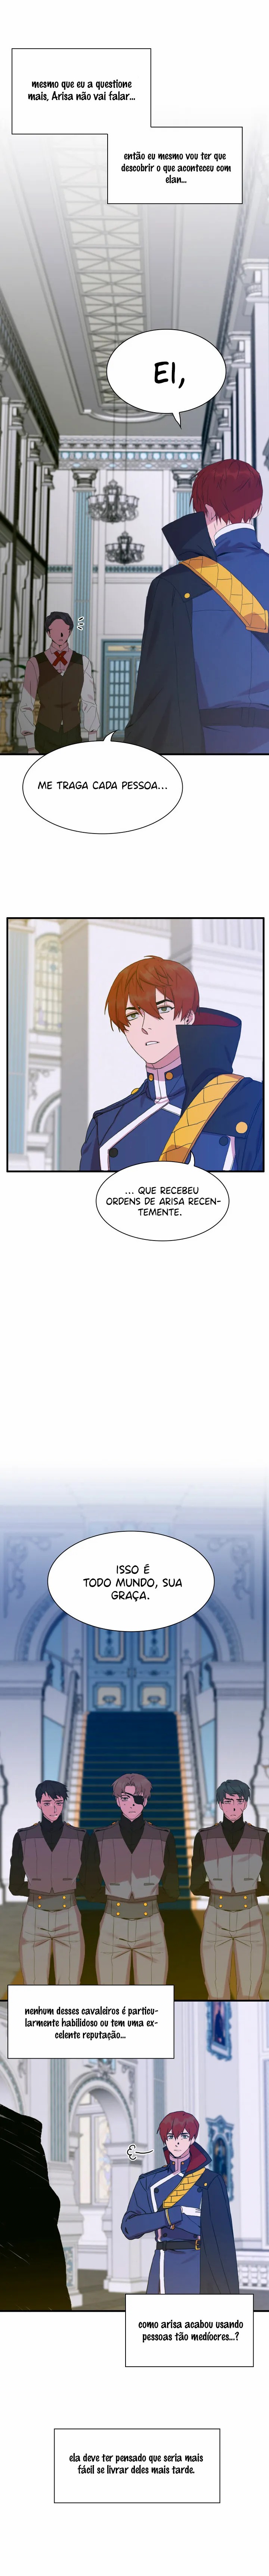 mesmo que eu a questione
mais, Arisa não vai falar...
então eu mesmo vou ter que
descobrir o que aconteceu com
elan...
EI,
ME TRAGA CADA PESSOA...
... QUE RECEBEU
ORDENS DE ARISA RECEN-
TEMENTE.
ISSO É
TODO MUNDO, SUA
GRAÇA.
nenhum desses cavaleiros é particu-
larmente habilidoso ou tem uma ex-
celente reputação...
como arisa acabou usando
pessoas tão medíocres...?
ela deve ter pensado que seria mais
fácil se livrar deles mais tarde.